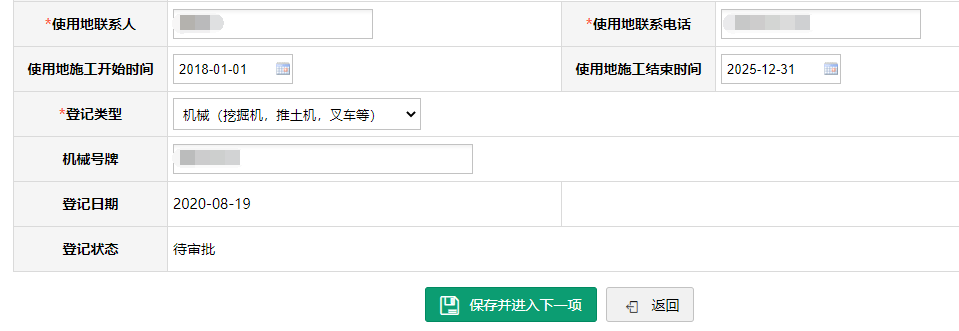 *使用地联系人 *使用地联系电话
使用地施工开始时间 2018-01-01 使用地施工结束时间 2025-12-31
*登记类型 机械（挖掘机，推土机，叉车等）
机械号牌
登记日期 2020-08-19
登记状态 待审批
保存并进入下一项 返回